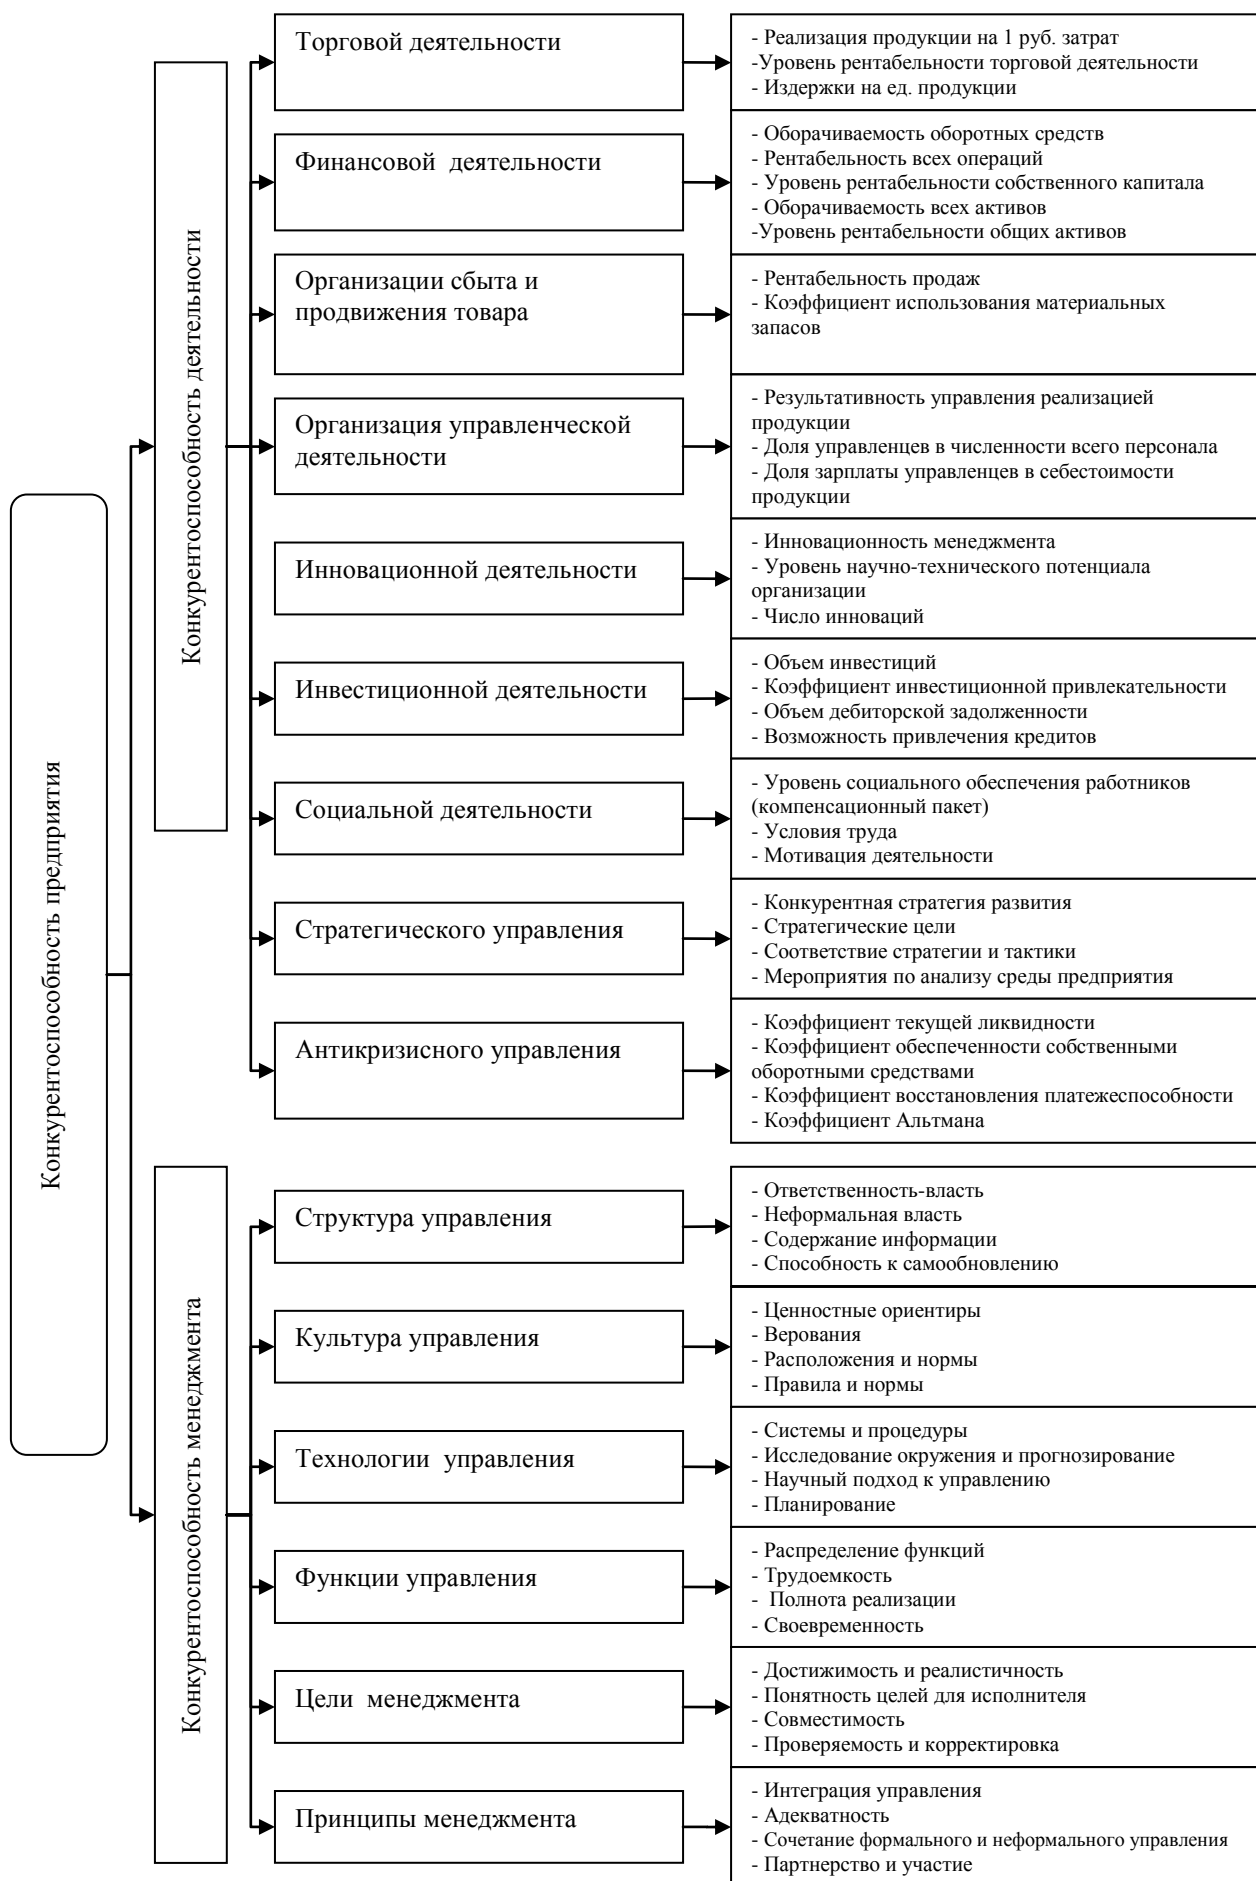 Конкурентоспособность предприятия
Конкурентоспособность деятельности
Торговой деятельности
- Реализация продукции на 1 руб. затрат
-Уровень рентабельности торговой деятельности
- Издержки на ед. продукции
Финансовой деятельности
- Оборачиваемость оборотных средств
- Рентабельность всех операций
- Уровень рентабельности собственного капитала
- Оборачиваемость всех активов
-Уровень рентабельности общих активов
Организации сбыта и
продвижения товара
- Рентабельность продаж
- Коэффициент использования материальных
запасов
Организация управленческой
деятельности
- Результативность управления реализацией
продукции
- Доля управленцев в численности всего персонала
- Доля зарплаты управленцев в себестоимости
продукции
Инновационной деятельности
- Инновационность менеджмента
- Уровень научно-технического потенциала
организации
- Число инноваций
Инвестиционной деятельности
- Объем инвестиций
- Коэффициент инвестиционной привлекательности
- Объем дебиторской задолженности
- Возможность привлечения кредитов
Социальной деятельности
- Уровень социального обеспечения работников
(компенсационный пакет)
- Условия труда
- Мотивация деятельности
Стратегического управления
- Конкурентная стратегия развития
- Стратегические цели
- Соответствие стратегии и тактики
- Мероприятия по анализу среды предприятия
Антикризисного управления
- Коэффициент текущей ликвидности
- Коэффициент обеспеченности собственными
оборотными средствами
- Коэффициент восстановления платежеспособности
- Коэффициент Альтмана
Конкурентоспособность менеджмента
Структура управления
- Ответственность-власть
- Неформальная власть
- Содержание информации
- Способность к самообновлению
Культура управления
- Ценностные ориентиры
- Верования
- Расположения и нормы
- Правила и нормы
Технологии управления
- Системы и процедуры
- Исследование окружения и прогнозирование
- Научный подход к управлению
- Планирование
Функции управления
- Распределение функций
- Трудоемкость
- Полнота реализации
- Своевременность
Цели менеджмента
- Достижимость и реалистичность
- Понятность целей для исполнителя
- Совместимость
- Проверяемость и корректировка
Принципы менеджмента
- Интеграция управления
- Адекватность
- Сочетание формального и неформального управления
- Партнерство и участие